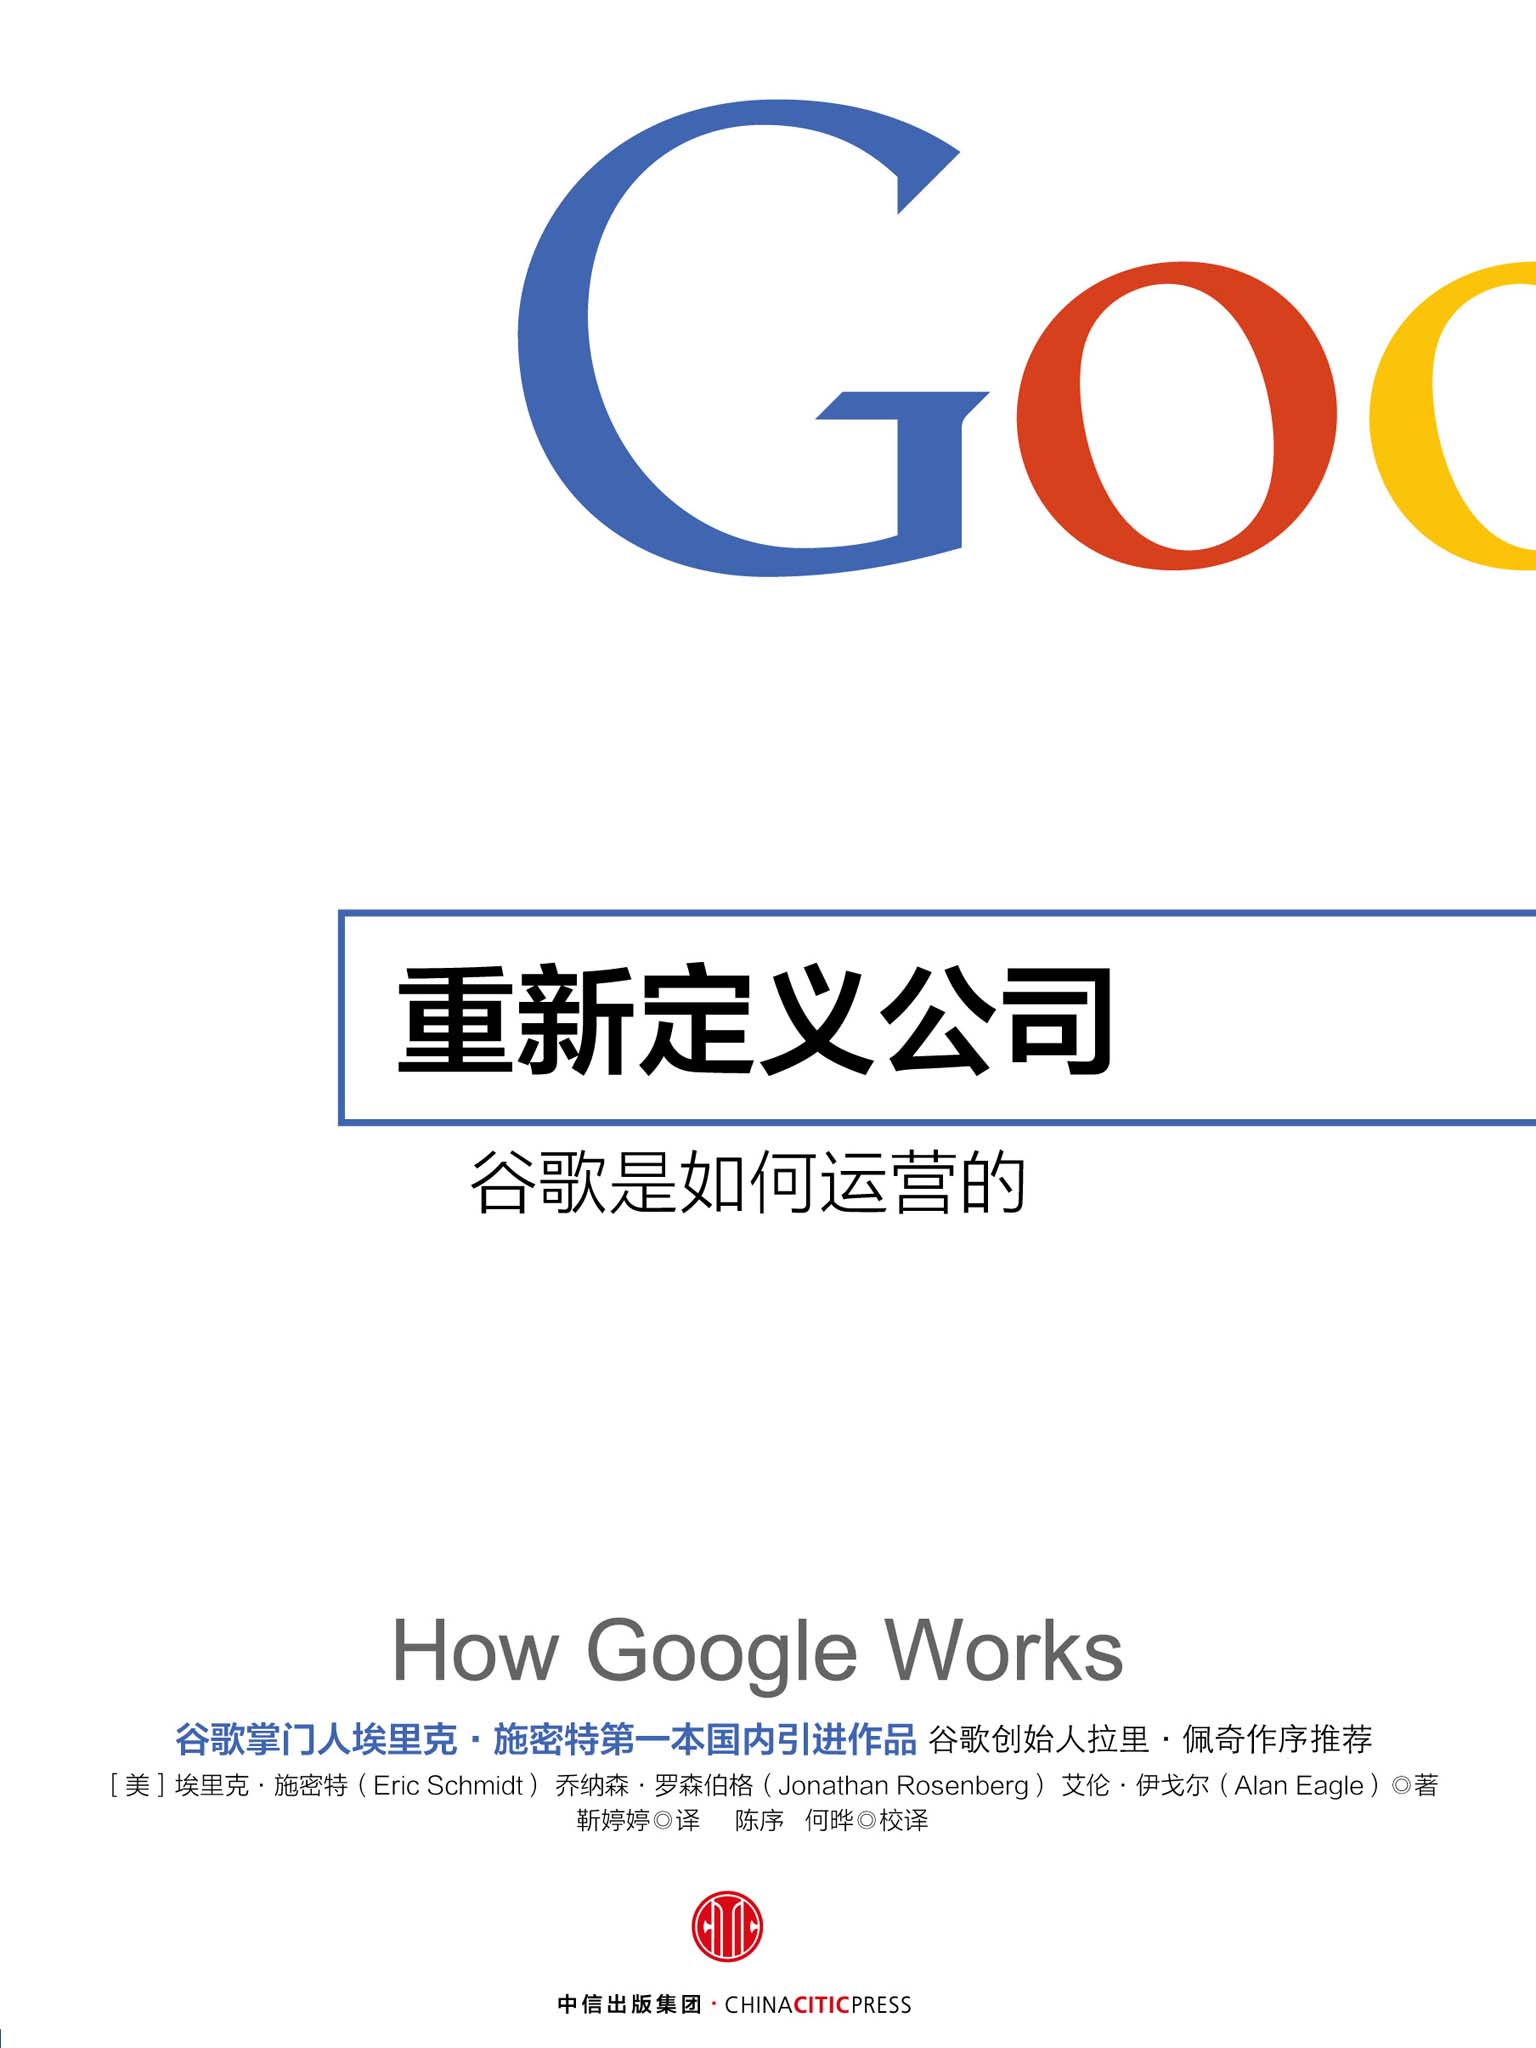 Goo
重新定义公司
谷歌是如何运营的
How Google Works
谷歌掌门人埃里克·施密特第一本国内引进作品 谷歌创始人拉里·佩奇作序推荐
［美］埃里克·施密特（Eric Schmidt） 乔纳森·罗森伯格（Jonathan Rosenberg） 艾伦·伊戈尔（Alan Eagle）◎著
靳婷婷◎译 陈序 何晔◎校译
中信出版集团·CHINACITICPRESS